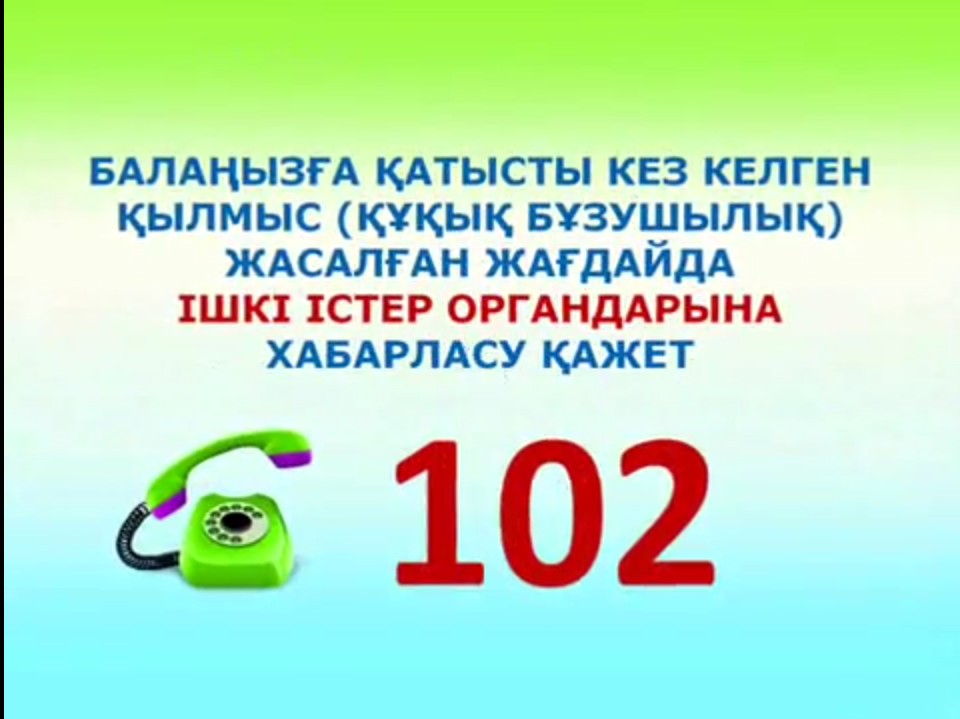 БАЛАҢЫЗҒА ҚАТЫСТЫ КЕЗ КЕЛГЕН
ҚЫЛМЫС (ҚҰҚЫҚ БҰЗУШЫЛЫҚ)
ЖАСАЛҒАН ЖАҒДАЙДА
ІШКІ ІСТЕР ОРГАНДАРЫНА
ХАБАРЛАСУ ҚАЖЕТ
102